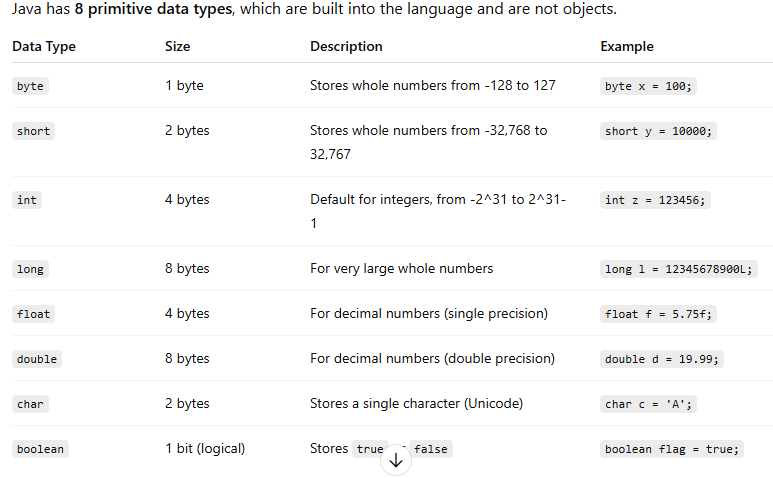 Java has 8 primitive data types, which are built into the language and are not objects.
Data Type Size Description Example
byte 1 byte Stores whole numbers from -128 to 127 byte x = 100;
short 2 bytes Stores whole numbers from -32,768 to short y = 10000;
32,767
int 4 bytes Default for integers, from -2^31 to 2^31- int z = 123456;
1
long 8 bytes For very large whole numbers long l = 12345678900L;
float 4 bytes For decimal numbers (single precision) float f = 5.75f;
double 8 bytes For decimal numbers (double precision) double d = 19.99;
char 2 bytes Stores a single character (Unicode) char c = 'A';
boolean 1 bit (logical) Stores true false boolean flag = true;